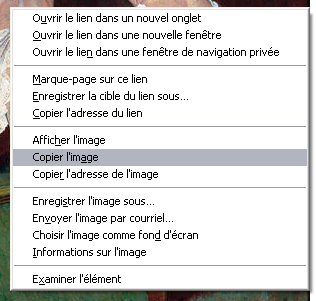 Ouvrir le lien dans un nouvel onglet
Ouvrir le lien dans une nouvelle fenêtre
Ouvrir le lien dans une fenêtre de navigation privée
Marque-page sur ce lien
Enregistrer la cible du lien sous...
Copier l'adresse du lien
Afficher l'image
Copier l'image
Copier l'adresse de l'image
Enregistrer l'image sous...
Envoyer l'image par courriel...
Choisir l'image comme fond d'écran
Informations sur l'image
Examiner l'élément